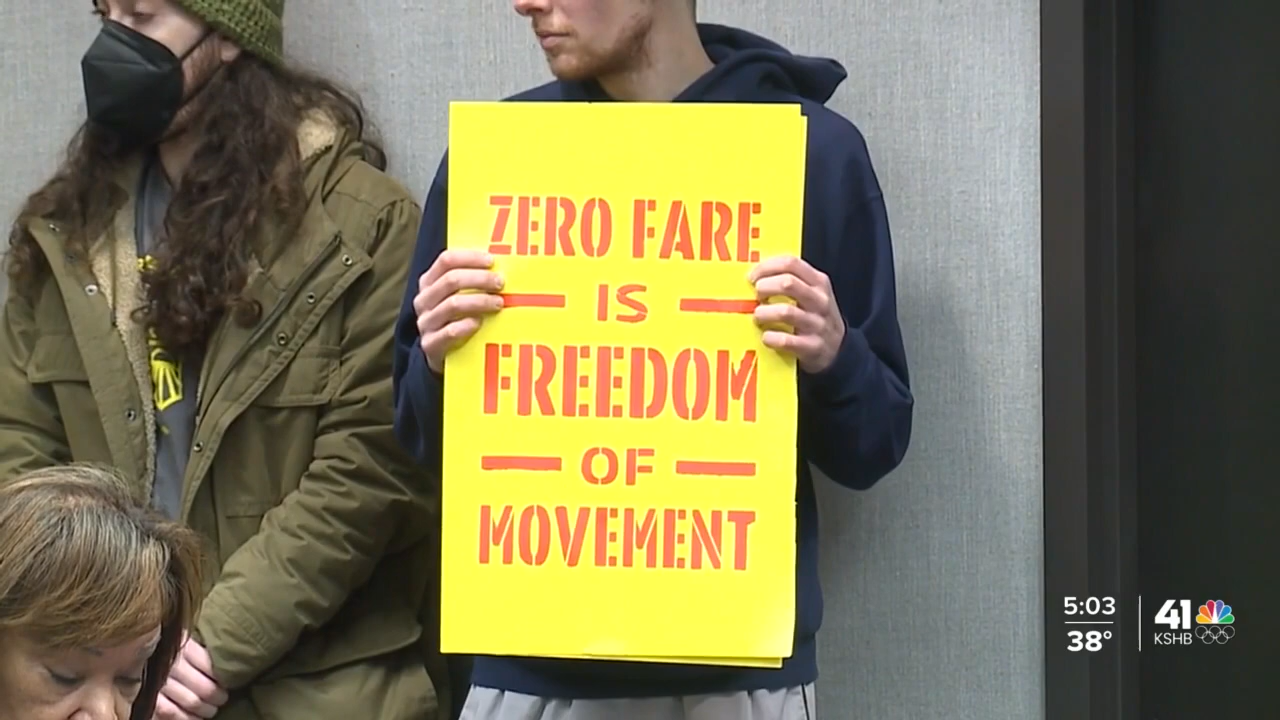 ZERO FARE
IS
FREEDOM
OF
MOVEMENT
5:03
38°
41
KSHB